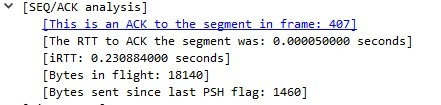 [SEQ/ACK analysis]
[This is an ACK to the segment in frame: 407]
[The RTT to ACK the segment was: 0.000050000 seconds]
[iRTT: 0.230884000 seconds]
[Bytes in flight: 18140]
[Bytes sent since last PSH flag: 1460]